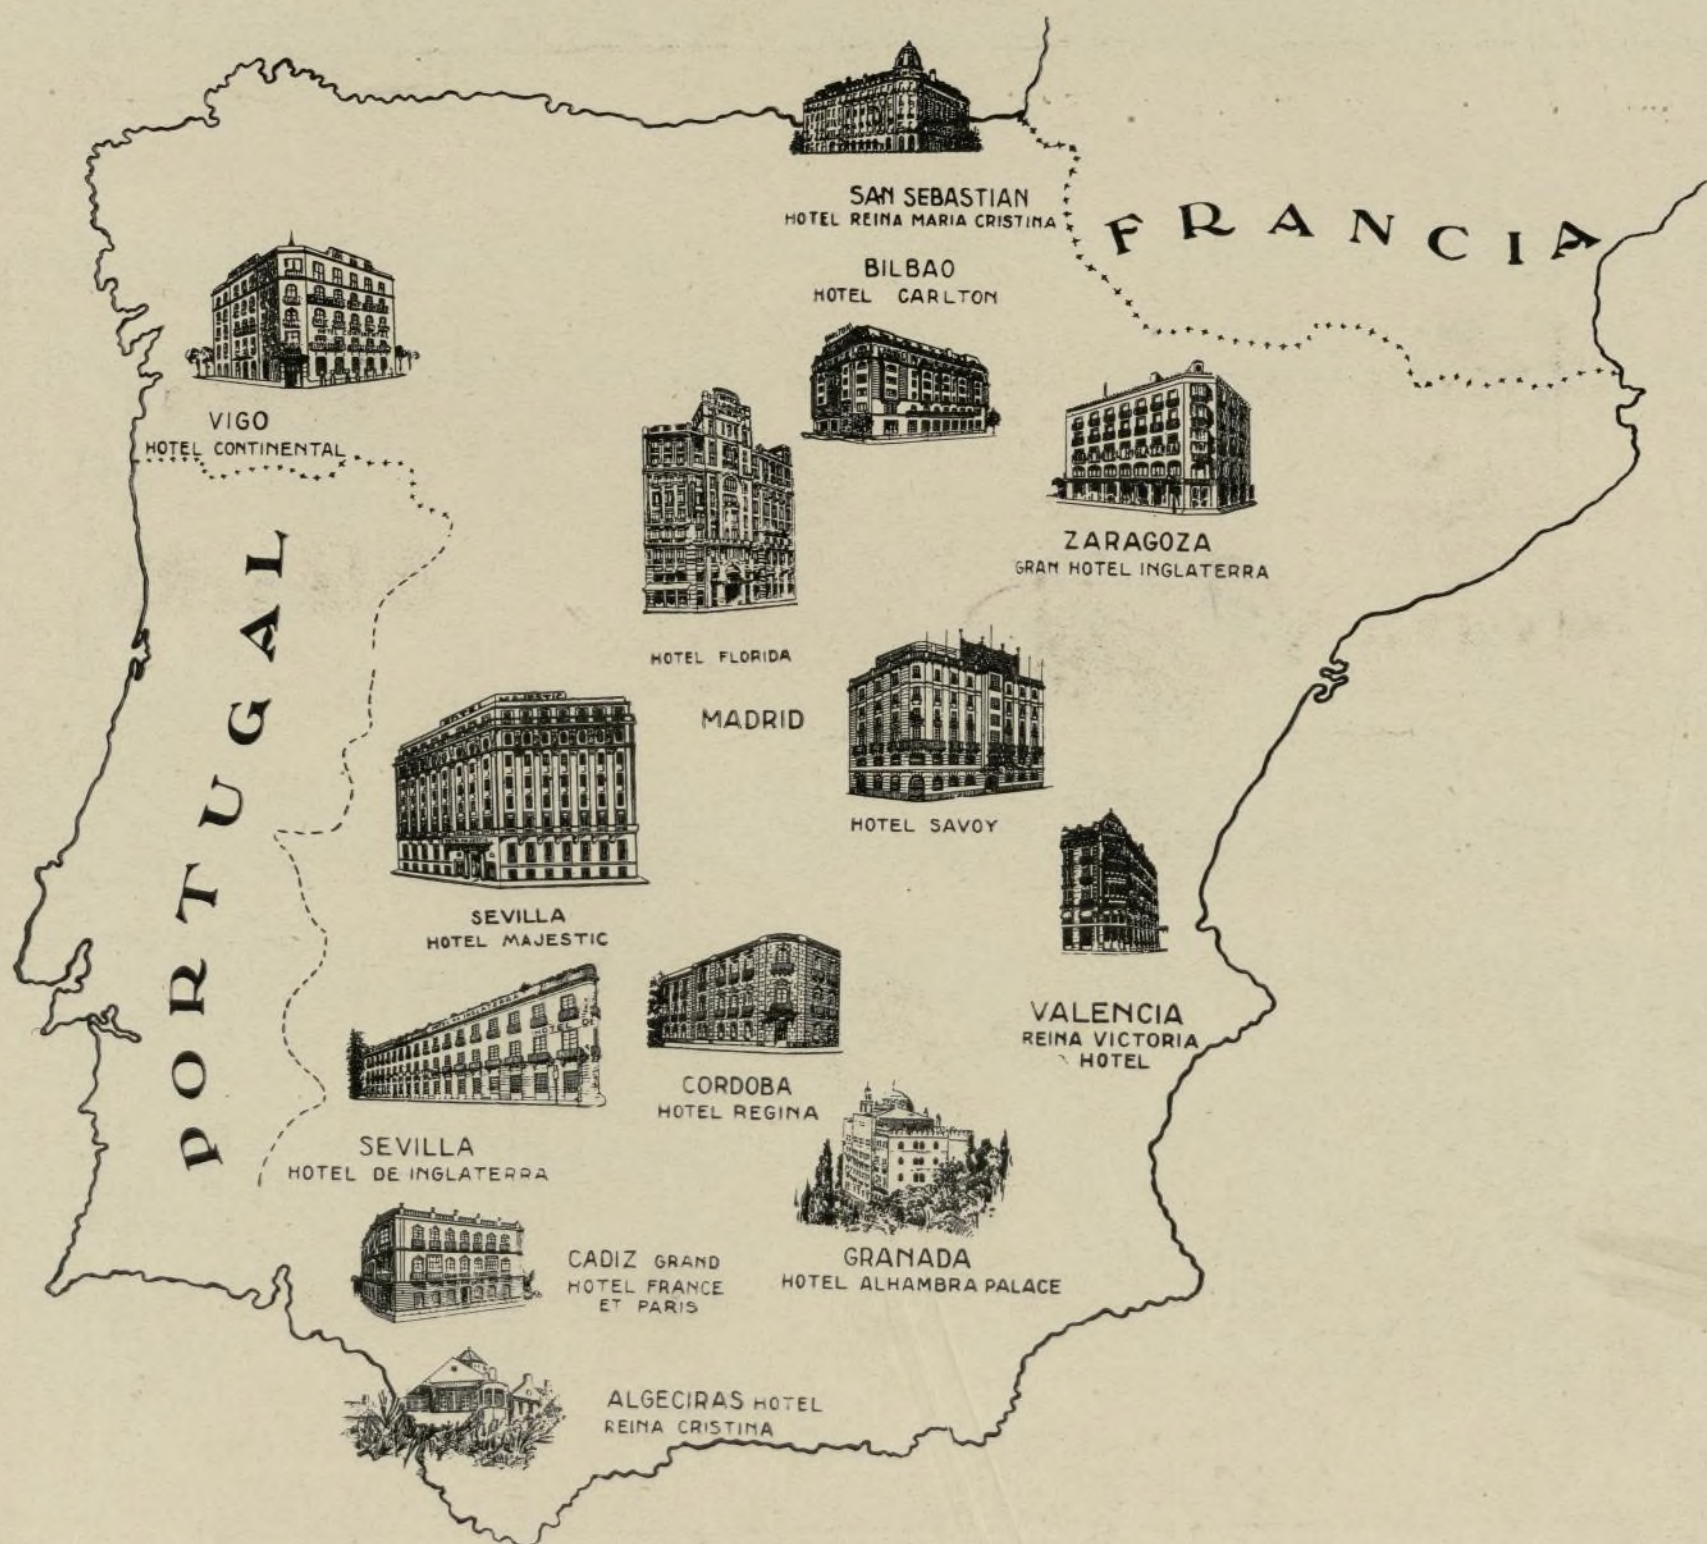 SAN SEBASTIAN
HOTEL REINA MARIA CRISTINA
FRANCIA
BILBAO
HOTEL CARLTON
VIGO
HOTEL CONTINENTAL
ZARAGOZA
GRAN HOTEL INGLATERRA
HOTEL FLORIDA
MADRID
HOTEL SAVOY
PORTUGAL
HOTEL MAJESTIC
SEVILLA
HOTEL MAJESTIC
VALENCIA
REINA VICTORIA
HOTEL
CORDOBA
HOTEL REGINA
SEVILLA
HOTEL DE INGLATERRA
GRANADA
HOTEL ALHAMBRA PALACE
CADIZ GRAND
HOTEL FRANCE
ET PARIS
ALGECIRAS HOTEL
REINA CRISTINA